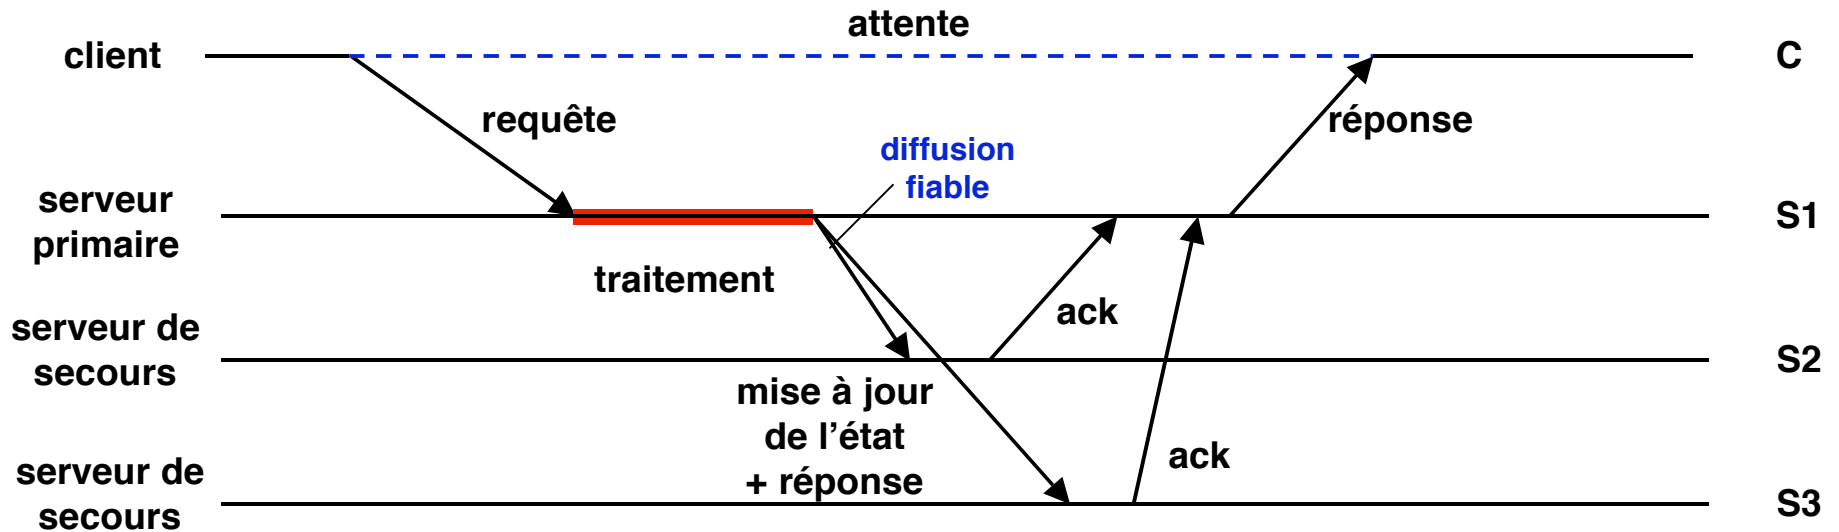 attente
client
C
requête
réponse
diffusion
fiable
serveur
primaire
S1
traitement
ack
serveur de
secours
S2
mise à jour
de l’état
+ réponse
ack
serveur de
secours
S3